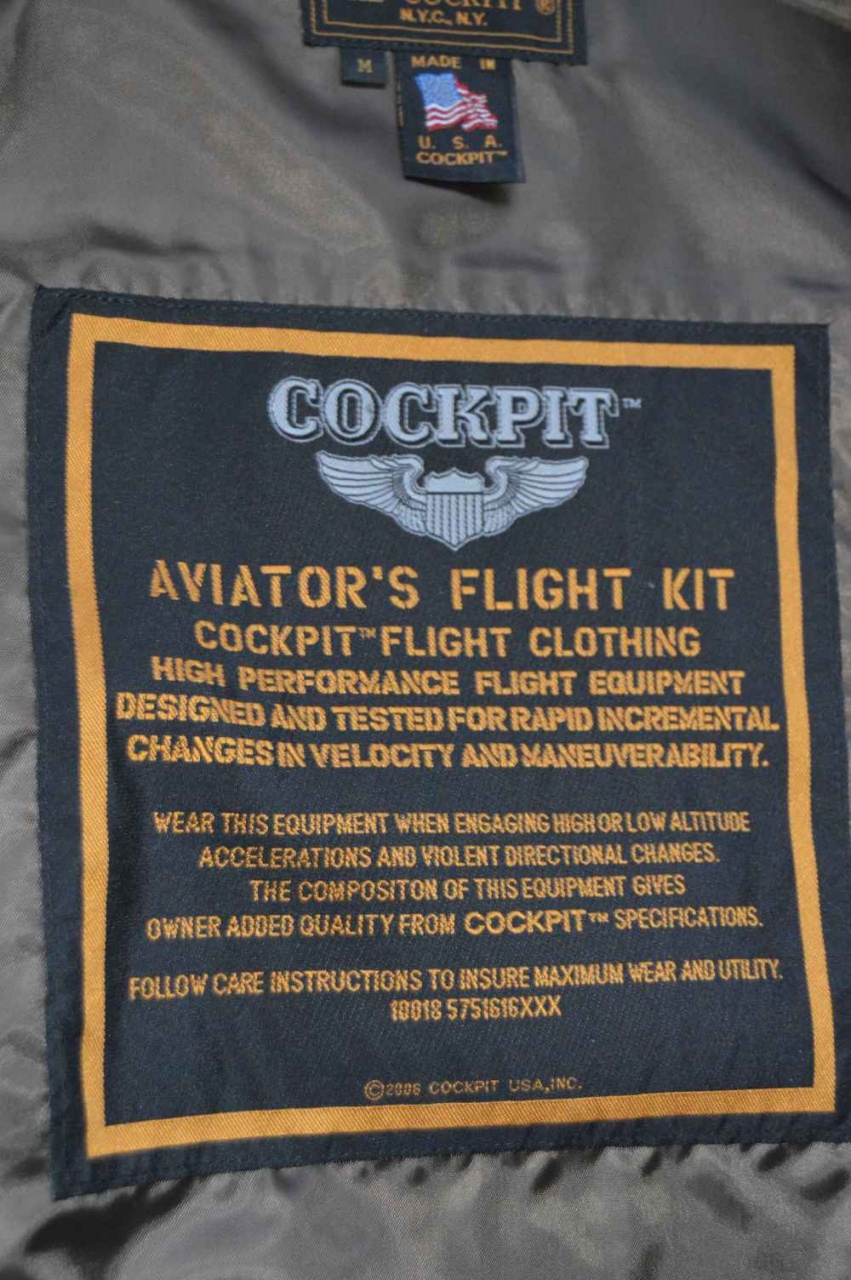 COCKPIT ®
N.Y.C., N.Y.
M
MADE IN
U. S. A.
COCKPIT™
COCKPIT™
AVIATOR'S FLIGHT KIT
COCKPIT™ FLIGHT CLOTHING
HIGH PERFORMANCE FLIGHT EQUIPMENT
DESIGNED AND TESTED FOR RAPID INCREMENTAL
CHANGES IN VELOCITY AND MANEUVERABILITY.
WEAR THIS EQUIPMENT WHEN ENGAGING HIGH OR LOW ALTITUDE
ACCELERATIONS AND VIOLENT DIRECTIONAL CHANGES.
THE COMPOSITON OF THIS EQUIPMENT GIVES
OWNER ADDED QUALITY FROM COCKPIT™ SPECIFICATIONS.
FOLLOW CARE INSTRUCTIONS TO INSURE MAXIMUM WEAR AND UTILITY.
10018 5751616XXX
©2006 COCKPIT USA, INC.